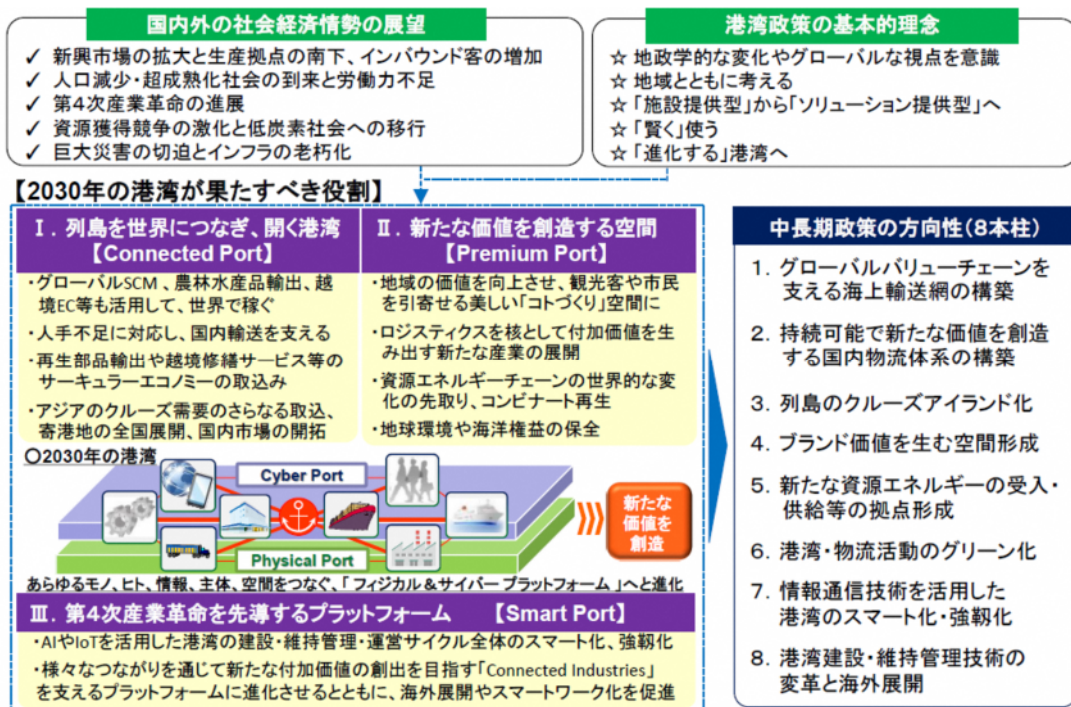 国内外の社会経済情勢の展望
✓ 新興市場の拡大と生産拠点の南下、インバウンド客の増加
✓ 人口減少・超成熟化社会の到来と労働力不足
✓ 第4次産業革命の進展
✓ 資源獲得競争の激化と低炭素社会への移行
✓ 巨大災害の切迫とインフラの老朽化
港湾政策の基本的理念
☆ 地政学的な変化やグローバルな視点を意識
☆ 地域とともに考える
☆「施設提供型」から「ソリューション提供型」へ
☆「賢く」使う
☆「進化する」港湾へ
【2030年の港湾が果たすべき役割】
Ⅰ. 列島を世界につなぎ、開く港湾
【Connected Port】
・グローバルSCM、農林水産品輸出、越
境EC等も活用して、世界で稼ぐ
・人手不足に対応し、国内輸送を支える
・再生部品輸出や越境修繕サービス等の
サーキュラーエコノミーの取込み
・アジアのクルーズ需要のさらなる取込、
寄港地の全国展開、国内市場の開拓
Ⅱ. 新たな価値を創造する空間
【Premium Port】
・地域の価値を向上させ、観光客や市民
を引寄せる美しい「コトづくり」空間に
・ロジスティクスを核として付加価値を生
み出す新たな産業の展開
・資源エネルギーチェーンの世界的な変
化の先取り、コンビナート再生
・地球環境や海洋権益の保全
〇2030年の港湾
Cyber Port
Physical Port
新たな
価値を
創造
あらゆるモノ、ヒト、情報、主体、空間をつなぐ、「フィジカル&サイバー プラットフォーム」へと進化
Ⅲ. 第4次産業革命を先導するプラットフォーム 【Smart Port】
・AIやIoTを活用した港湾の建設・維持管理・運営サイクル全体のスマート化、強靱化
・様々なつながりを通じて新たな付加価値の創出を目指す「Connected Industries」
を支えるプラットフォームに進化させるとともに、海外展開やスマートワーク化を促進
中長期政策の方向性(8本柱)
1. グローバルバリューチェーンを
支える海上輸送網の構築
2. 持続可能で新たな価値を創造
する国内物流体系の構築
3. 列島のクルーズアイランド化
4. ブランド価値を生む空間形成
5. 新たな資源エネルギーの受入・
供給等の拠点形成
6. 港湾・物流活動のグリーン化
7. 情報通信技術を活用した
港湾のスマート化・強靱化
8. 港湾建設・維持管理技術の
変革と海外展開